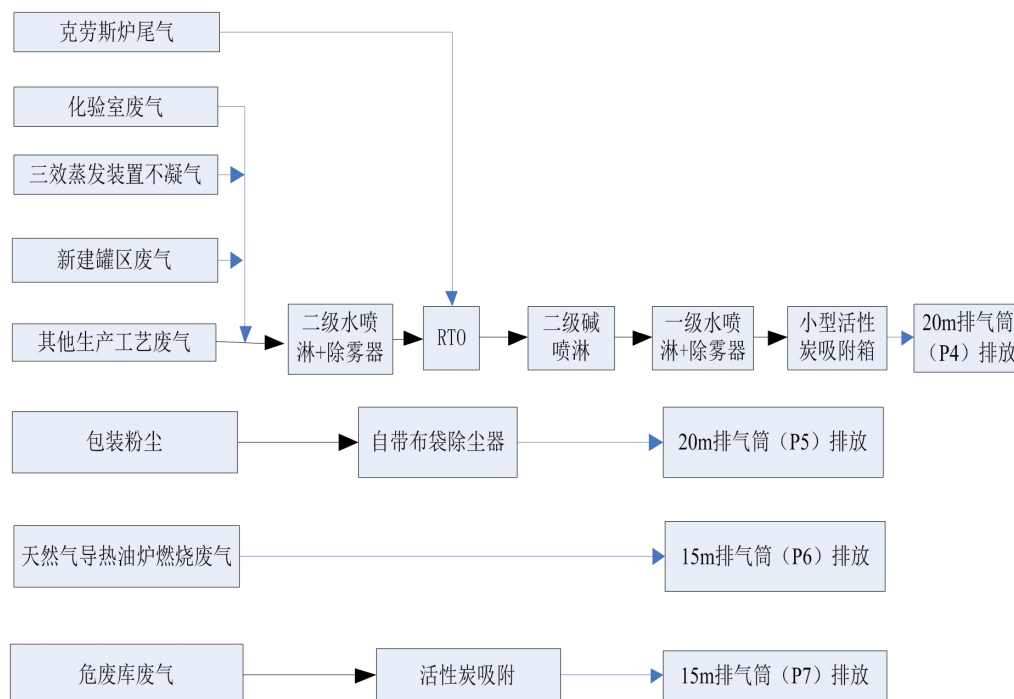 克劳斯炉尾气
化验室废气
三效蒸发装置不凝气
新建罐区废气
其他生产工艺废气
二级水喷
淋+除雾器
RTO
二级碱
喷淋
一级水喷
淋+除雾器
小型活性
炭吸附箱
20m排气筒
（P4）排放
包装粉尘
自带布袋除尘器
20m排气筒（P5）排放
天然气导热油炉燃烧废气
15m排气筒（P6）排放
危废库废气
活性炭吸附
15m排气筒（P7）排放